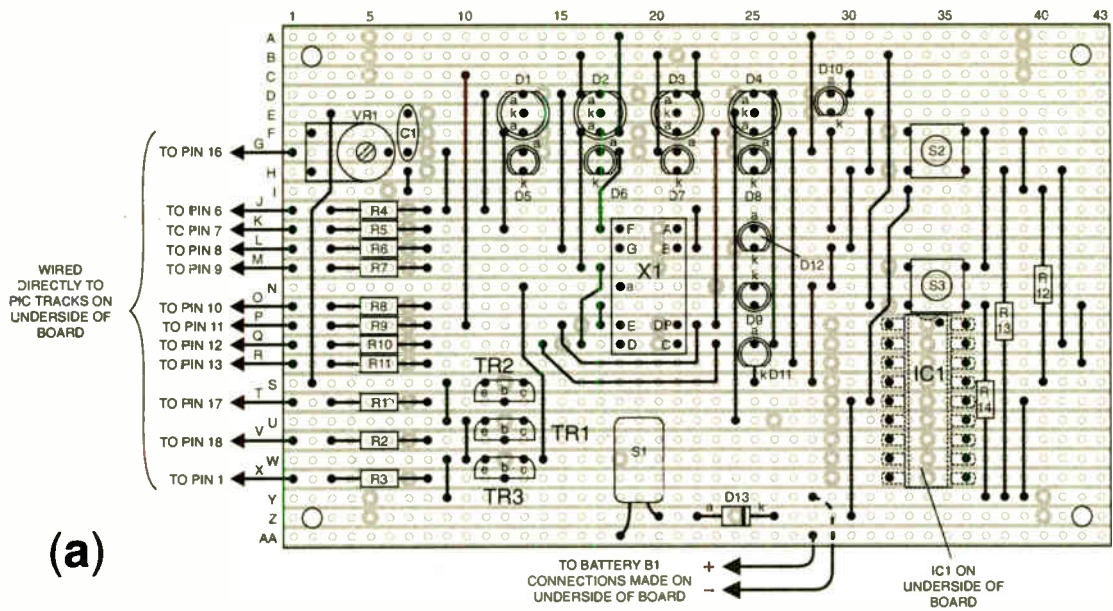 1 5 10 15 20 25 30 35 40 43
A
B
C
D
E
F
G
H
I
J
K
L
M
N
O
P
Q
R
S
T
U
V
W
X
Y
Z
AA
D1 D2 D3 D4 D10
a a a a a
k k k k k
a a a a
VR1 C1
a a a a
k k k k
D5 D6 D7 D8
S2
TO PIN 16
TO PIN 6 R4
TO PIN 7 R5
TO PIN 8 R6
TO PIN 9 R7
TO PIN 10 R8
TO PIN 11 R9
TO PIN 12 R10
TO PIN 13 R11
TO PIN 17 R1
TO PIN 18 R2
TO PIN 1 R3
WIRED
DIRECTLY TO
PIC TRACKS ON
UNDERSIDE OF
BOARD
F A
G B
X1
a
E DP
D C
a
k
D12
a
k
D9
a
k D11
S3
R
12
R
13
R
14
IC1
TR2
e b c
TR1
e b c
TR3
e b c
S1
D13
a k
(a)
TO BATTERY B1
CONNECTIONS MADE ON
UNDERSIDE OF BOARD
+
−
IC1 ON
UNDERSIDE OF
BOARD